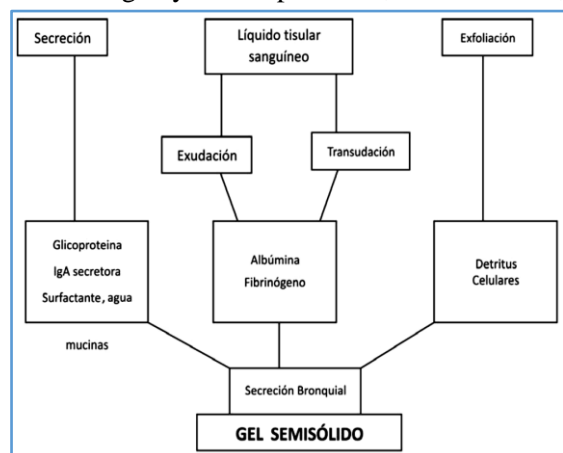 Secreción
Líquido tisular
sanguíneo
Exfoliación
Exudación
Transudación
Glicoproteina
IgA secretora
Surfactante, agua
mucinas
Albúmina
Fibrinógeno
Detritus
Celulares
Secreción Bronquial
GEL SEMISÓLIDO